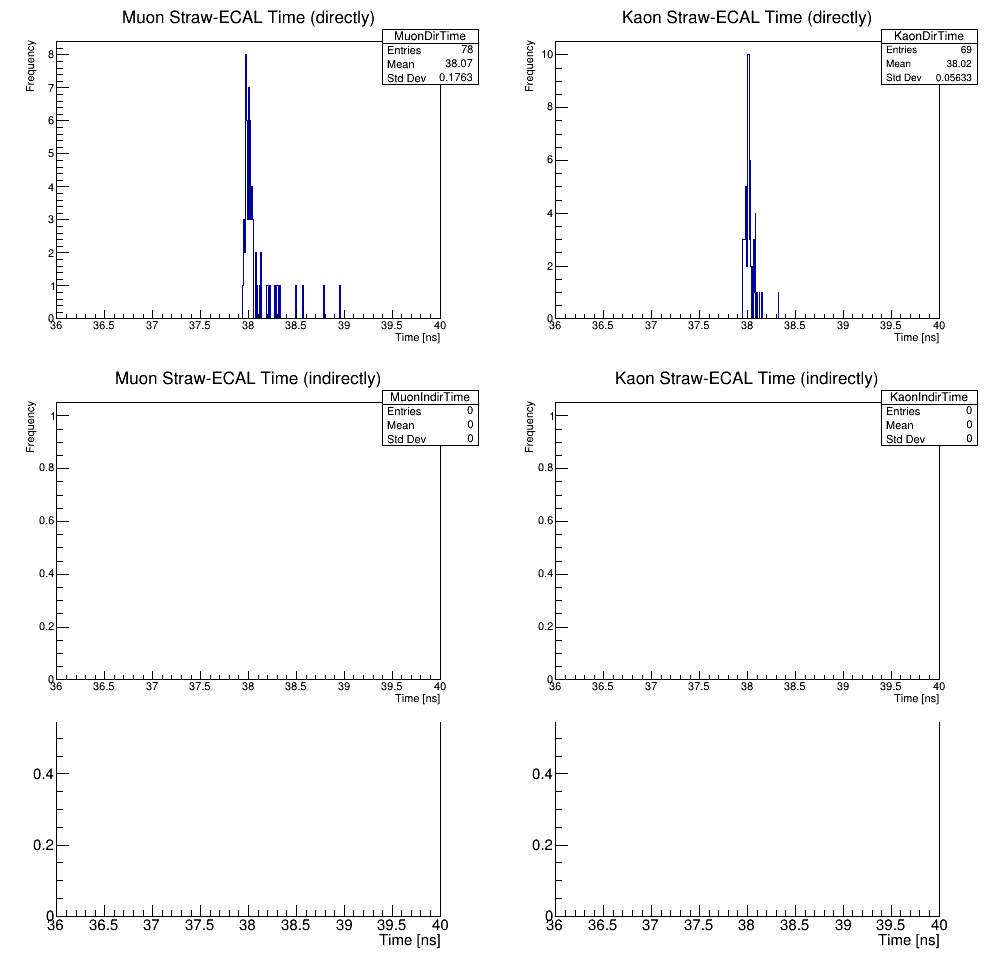 Muon Straw-ECAL Time (directly)
MuonDirTime
Entries 78
Mean 38.07
Std Dev 0.1763
Frequency
8
7
6
5
4
3
2
1
0
36 36.5 37 37.5 38 38.5 39 39.5 40
Time [ns]
Kaon Straw-ECAL Time (directly)
KaonDirTime
Entries 69
Mean 38.02
Std Dev 0.05633
Frequency
10
8
6
4
2
0
36 36.5 37 37.5 38 38.5 39 39.5 40
Time [ns]
Muon Straw-ECAL Time (indirectly)
MuonIndirTime
Entries 0
Mean 0
Std Dev 0
Frequency
1
0.8
0.6
0.4
0.2
0
36 36.5 37 37.5 38 38.5 39 39.5 40
Time [ns]
Kaon Straw-ECAL Time (indirectly)
KaonIndirTime
Entries 0
Mean 0
Std Dev 0
Frequency
1
0.8
0.6
0.4
0.2
0
36 36.5 37 37.5 38 38.5 39 39.5 40
Time [ns]
0.4
0.2
0
36 36.5 37 37.5 38 38.5 39 39.5 40
Time [ns]
0.4
0.2
0
36 36.5 37 37.5 38 38.5 39 39.5 40
Time [ns]